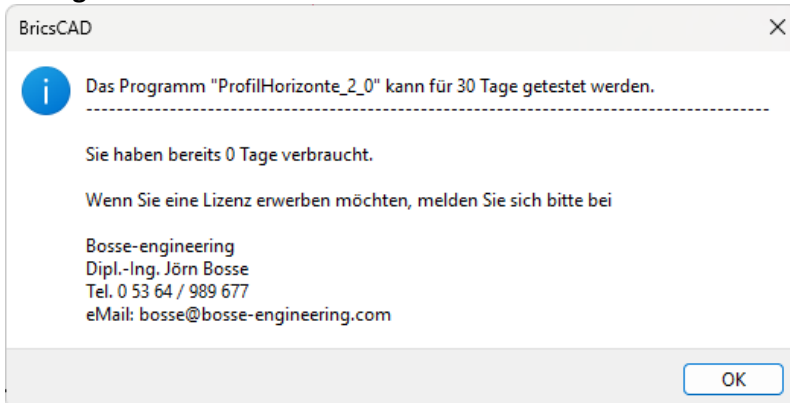 BricsCAD
Das Programm "ProfilHorizonte_2_0" kann für 30 Tage getestet werden.
------------------------------------------------------------------------------------------
Sie haben bereits 0 Tage verbraucht.
Wenn Sie eine Lizenz erwerben möchten, melden Sie sich bitte bei
Bosse-engineering
Dipl.-Ing. Jörn Bosse
Tel. 0 53 64 / 989 677
eMail: bosse@bosse-engineering.com
OK